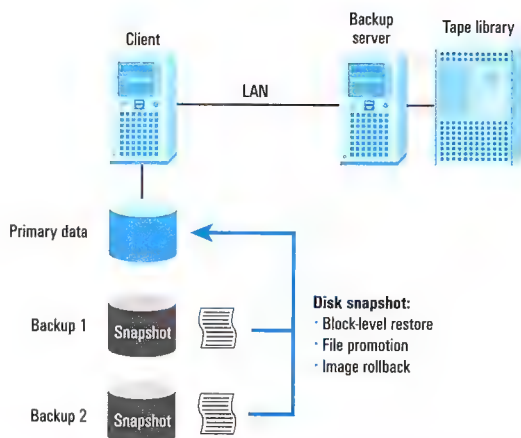 Client
Backup
server
Tape library
LAN
Primary data
Backup 1
Snapshot
Backup 2
Snapshot
Disk snapshot:
· Block-level restore
· File promotion
· Image rollback